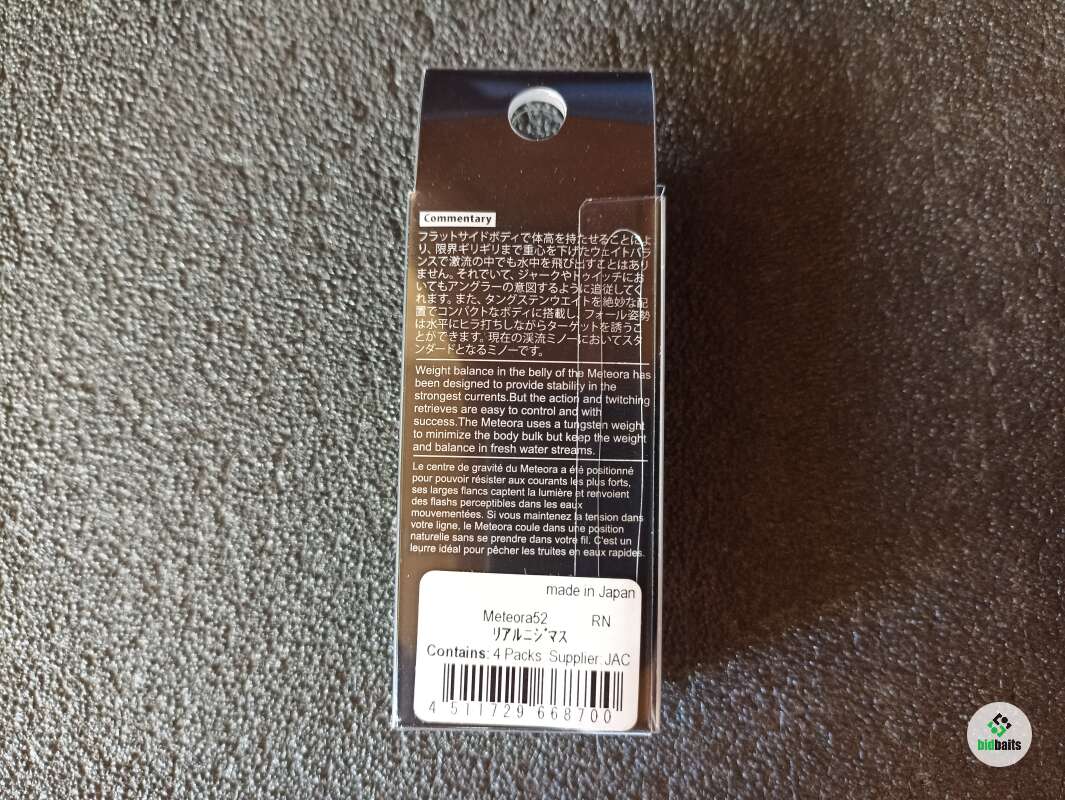 Commentary
フラットサイドボディで体高を持たせることによ
り、限界ギリギリまで重心を下げたウェイトバラ
ンスで激流の中でも水中を飛び出すことはあり
ません。それでいて、ジャークやトゥイッチにお
いてもアングラーの意図するように追従してく
れます。また、タングステンウエイトを絶妙な配
置でコンパクトなボディに搭載し、フォール姿勢
は水平にヒラ打ちしながらターゲットを誘うこ
とができます。現在の渓流ミノーにおいてスタ
ンダードとなるミノーです。
Weight balance in the belly of the Meteora has
been designed to provide stability in the
strongest currents.But the action and twitching
retrieves are easy to control and with
success.The Meteora uses a tungsten weight
to minimize the body bulk but keep the weight
and balance in fresh water streams.
Le centre de gravité du Meteora a été positionné
pour pouvoir résister aux courants les plus forts,
ses larges flancs captent la lumière et renvoient
des flashs perceptibles dans les eaux
mouvementées. Si vous maintenez la tension dans
votre ligne, le Meteora coule dans une position
naturelle sans se prendre dans votre fil. C'est un
leurre idéal pour pêcher les truites en eaux rapides.
made in Japan
Meteora52 RN
リアルニジマス
Contains: 4 Packs Supplier:JAC
4 511729 668700
bidbaits